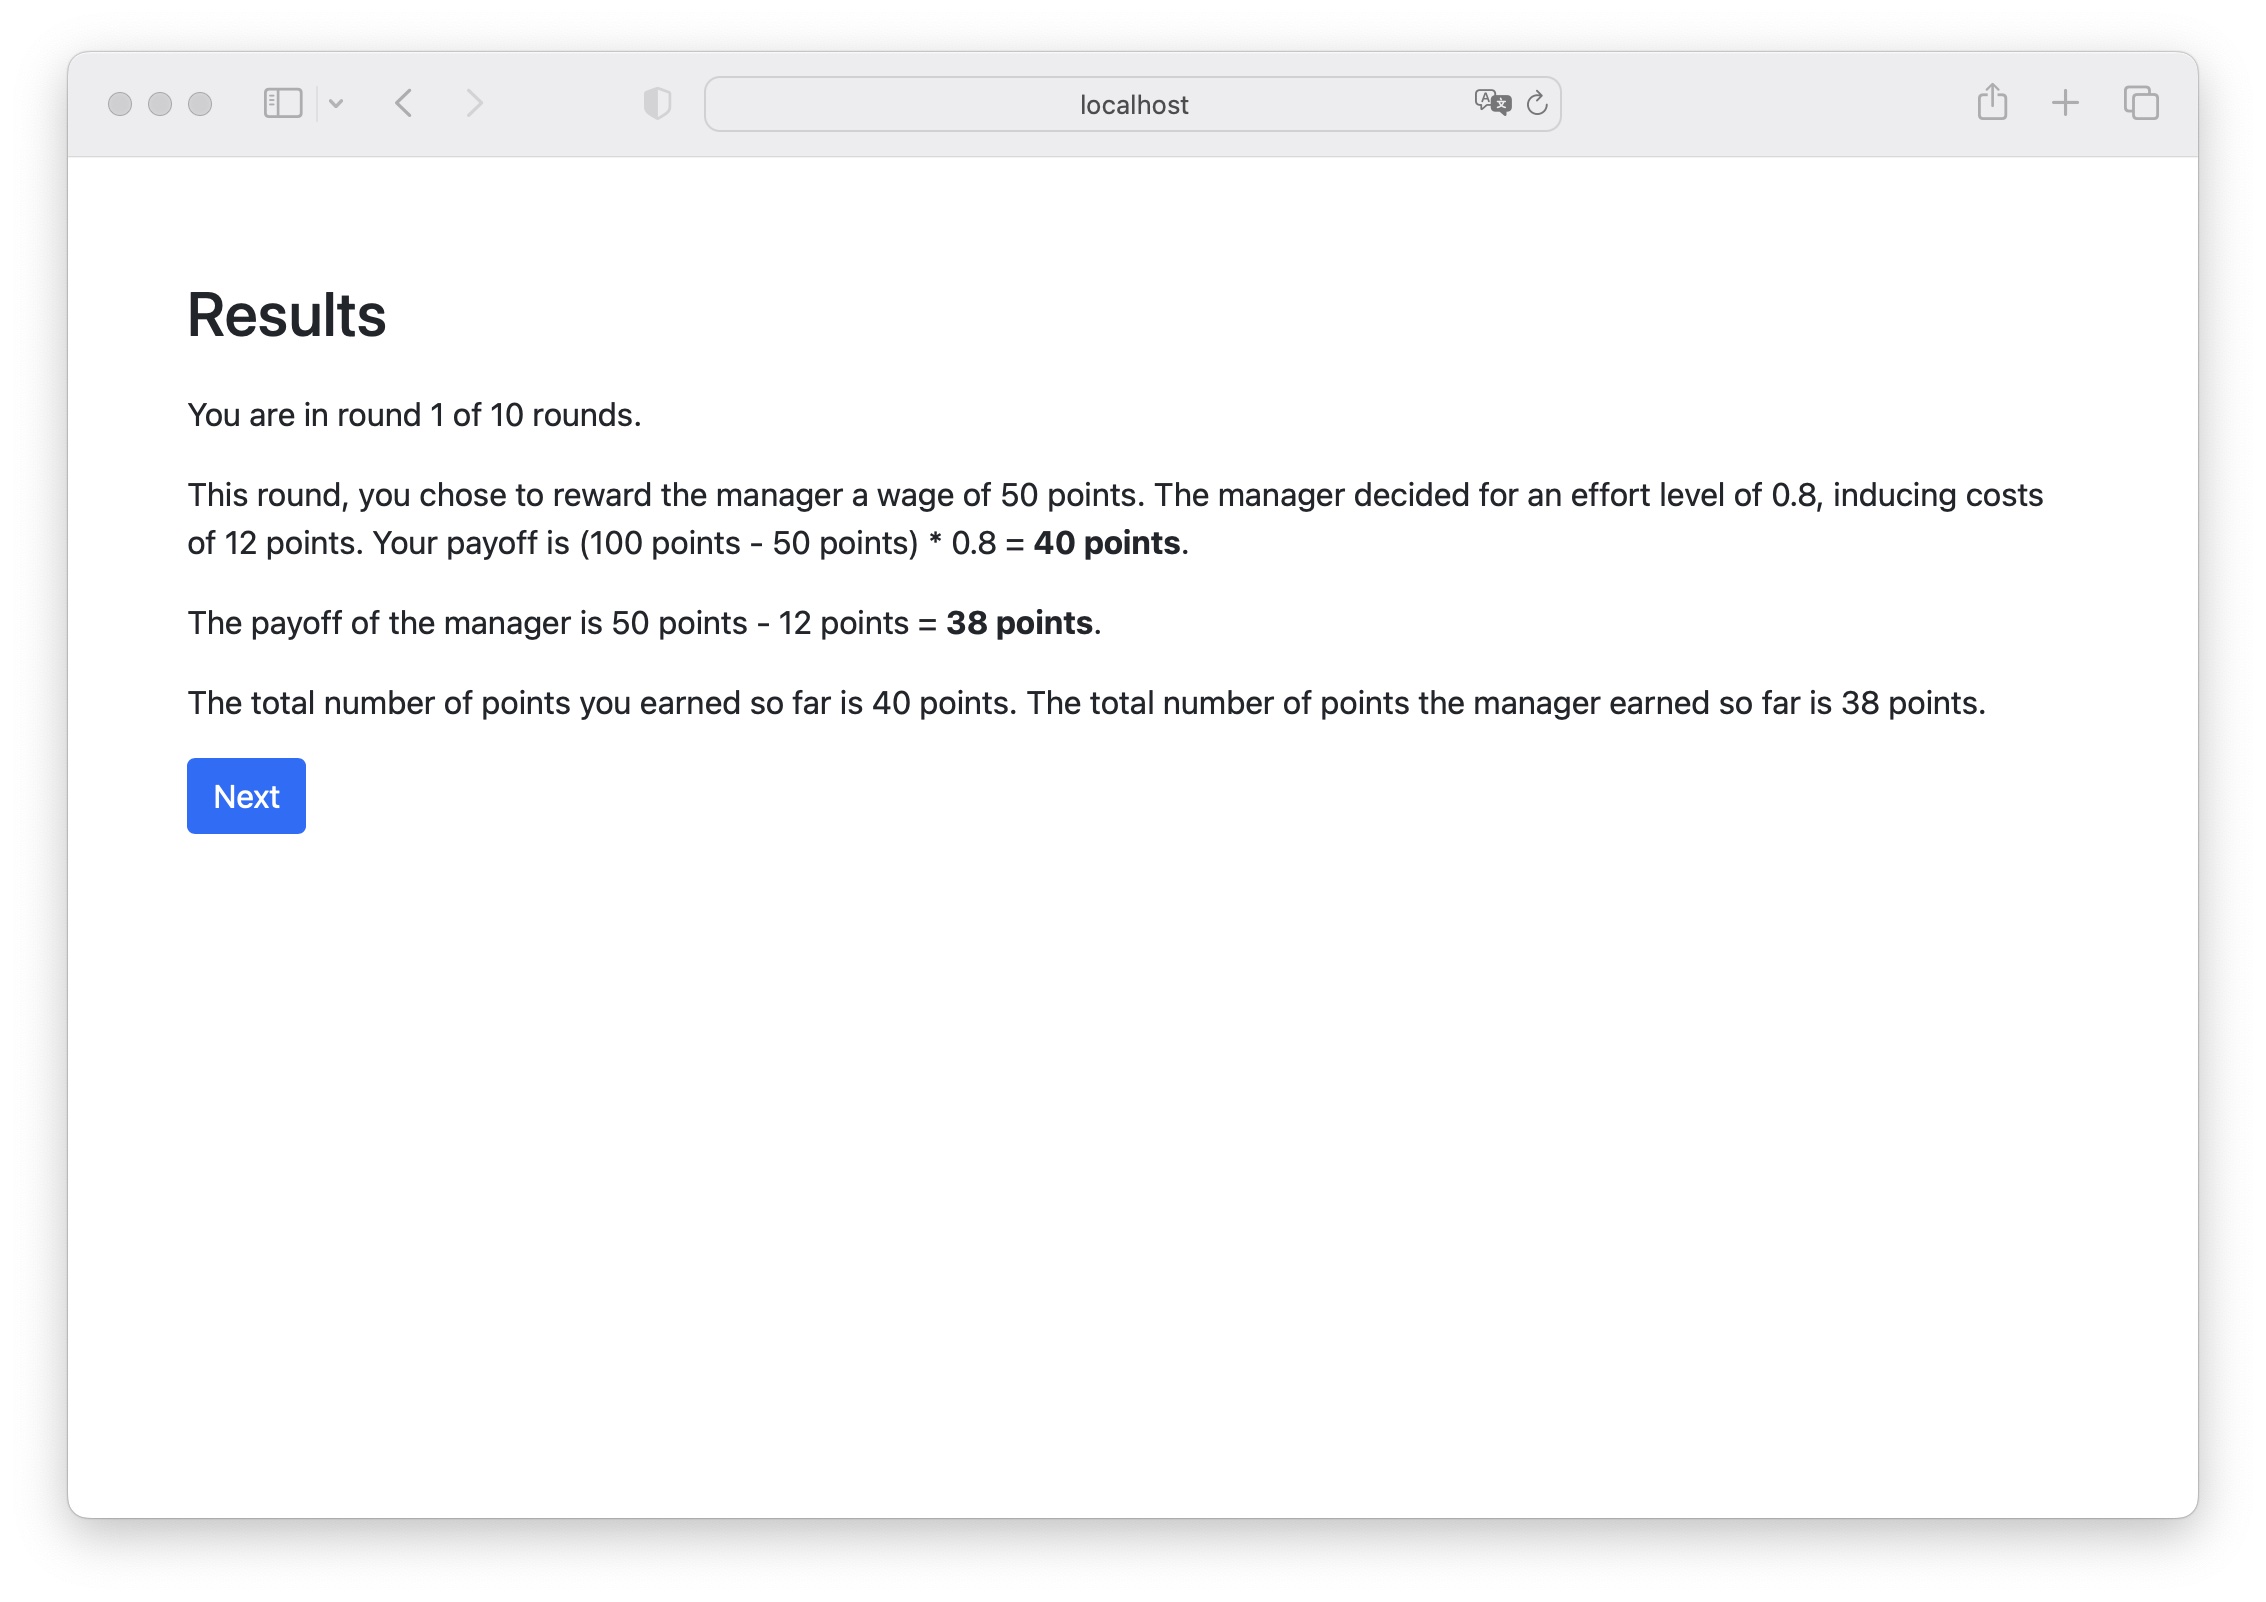 localhost
Results
You are in round 1 of 10 rounds.
This round, you chose to reward the manager a wage of 50 points. The manager decided for an effort level of 0.8, inducing costs
of 12 points. Your payoff is (100 points - 50 points) * 0.8 = 40 points.
The payoff of the manager is 50 points - 12 points = 38 points.
The total number of points you earned so far is 40 points. The total number of points the manager earned so far is 38 points.
Next